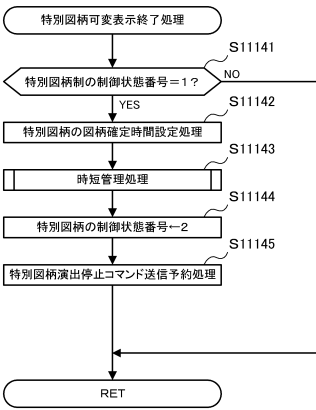 特別図柄可変表示終了処理
S11141
特別図柄制の制御状態番号＝1？
NO
YES
S11142
特別図柄の図柄確定時間設定処理
S11143
時短管理処理
S11144
特別図柄の制御状態番号←2
S11145
特別図柄演出停止コマンド送信予約処理
RET